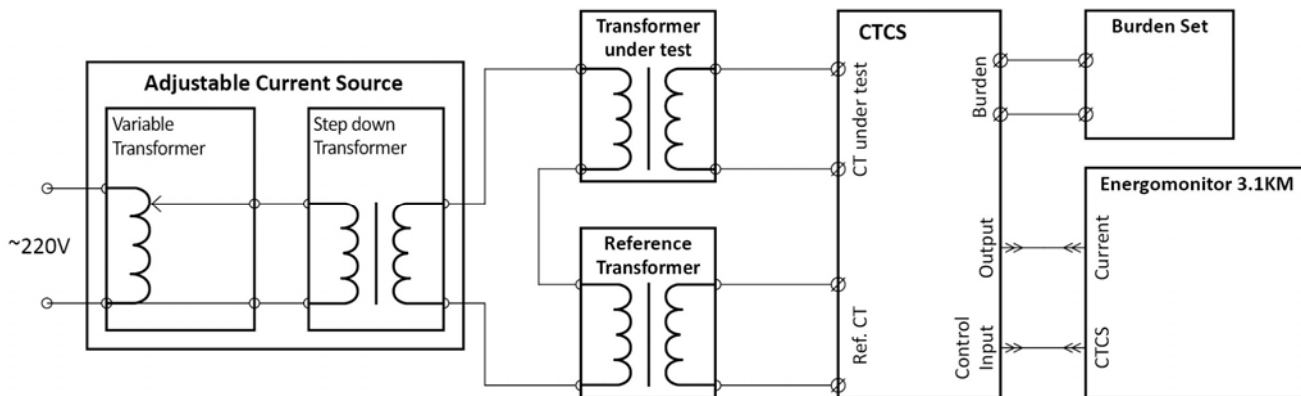 Adjustable Current Source
Variable
Transformer
Step down
Transformer
~220V
Transformer
under test
Reference
Transformer
CTCS
CT under test
Ref. CT
Burden
Output
Control
Input
Burden Set
Energomonitor 3.1KM
Current
CTCS